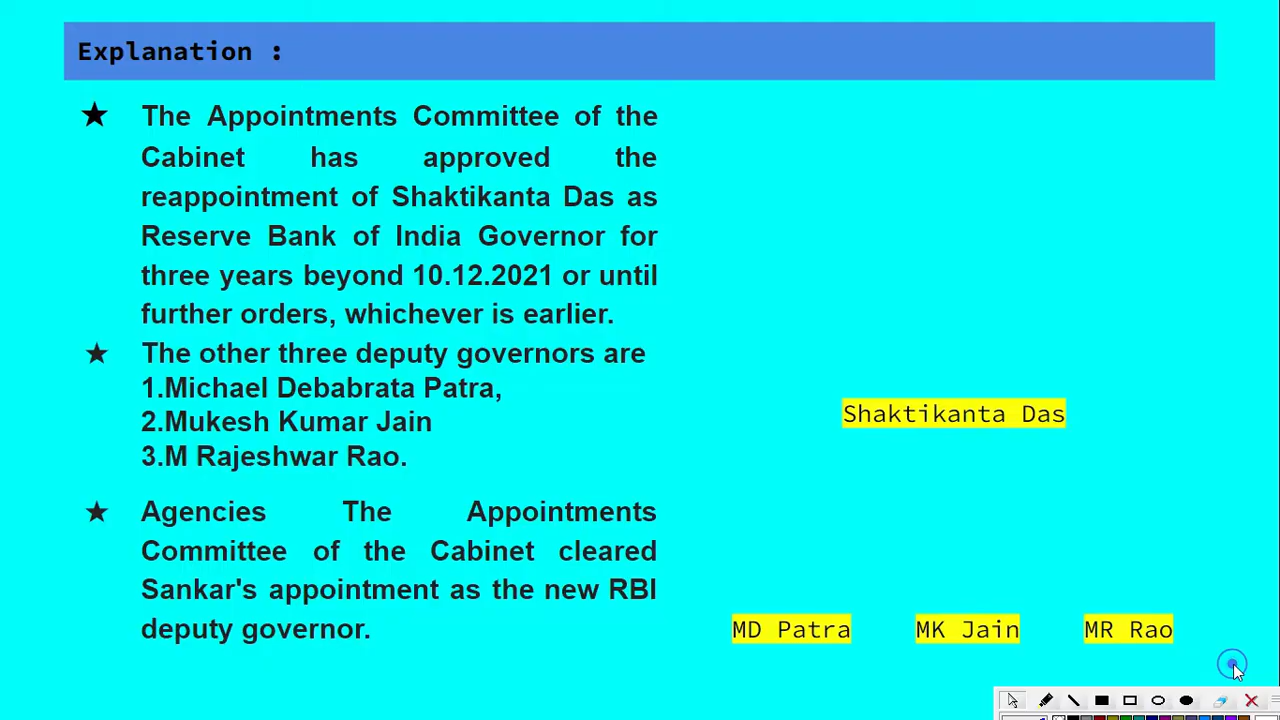 Explanation :
★ The Appointments Committee of the
Cabinet has approved the
reappointment of Shaktikanta Das as
Reserve Bank of India Governor for
three years beyond 10.12.2021 or until
further orders, whichever is earlier.
★ The other three deputy governors are
1.Michael Debabrata Patra,
2.Mukesh Kumar Jain
3.M Rajeshwar Rao.
★ Agencies The Appointments
Committee of the Cabinet cleared
Sankar's appointment as the new RBI
deputy governor.
Shaktikanta Das
MD Patra
MK Jain
MR Rao